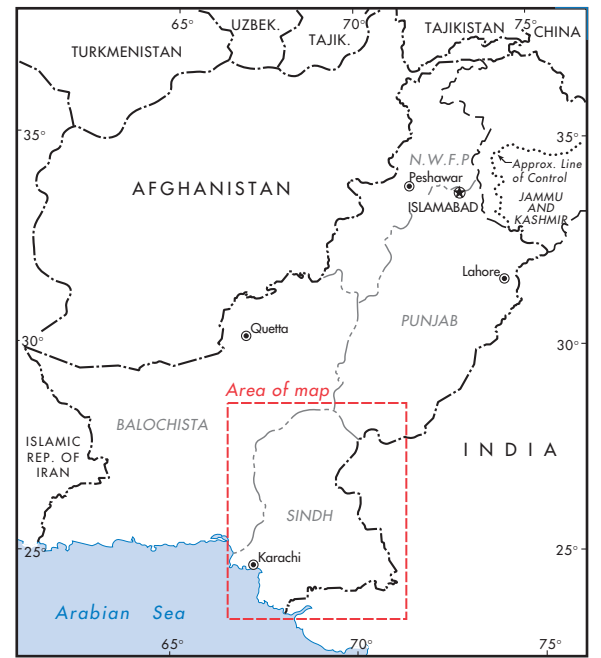 65°
UZBEK.
70°
75°
TAJIKISTAN
CHINA
TURKMENISTAN
TAJIK.
35°
35°
N.W.F.P
Approx. Line
of Control
Peshawar
AFGHANISTAN
ISLAMABAD
JAMMU
AND
KASHMIR
Lahore
PUNJAB
Quetta
30°
30°
Area of map
BALOCHISTA
ISLAMIC
REP. OF
IRAN
INDIA
SINDH
25°
25°
Karachi
Arabian Sea
65°
70°
75°